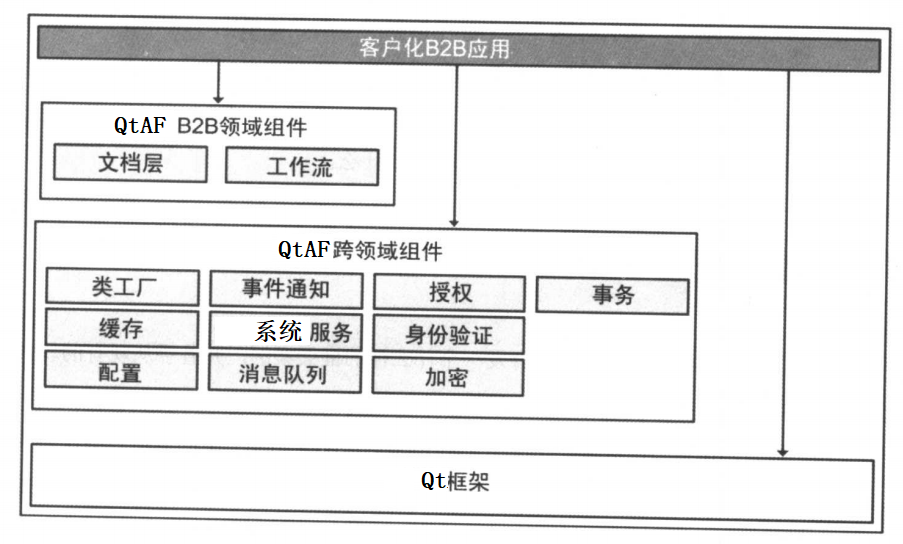 客户化B2B应用
QtAF B2B领域组件
文档层 工作流
QtAF跨领域组件
类工厂 事件通知 授权 事务
缓存 系统 服务 身份验证
配置 消息队列 加密
Qt框架